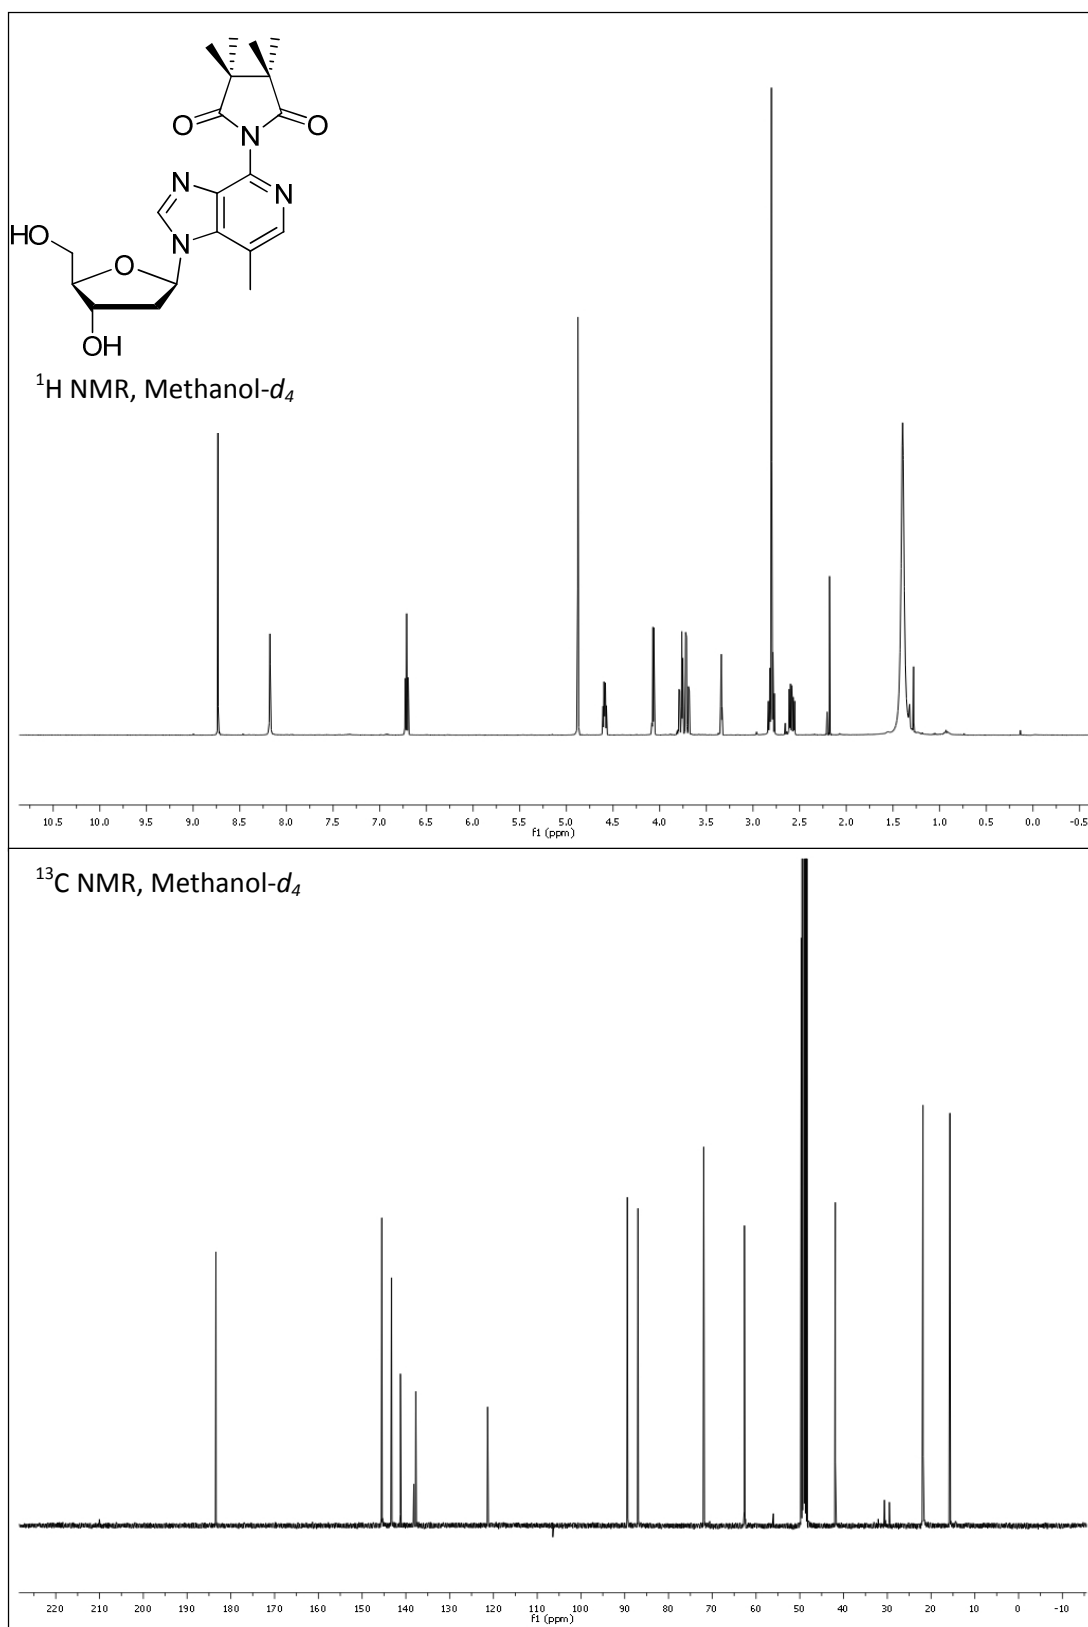 O
N
O
N
N
HO
N
O
OH
¹H NMR, Methanol-d₄
10.5 10.0 9.5 9.0 8.5 8.0 7.5 7.0 6.5 6.0 5.5 5.0 4.5 4.0 3.5 3.0 2.5 2.0 1.5 1.0 0.5 0.0 -0.5
f1 (ppm)
¹³C NMR, Methanol-d₄
220 210 200 190 180 170 160 150 140 130 120 110 100 90 80 70 60 50 40 30 20 10 0 -10
f1 (ppm)